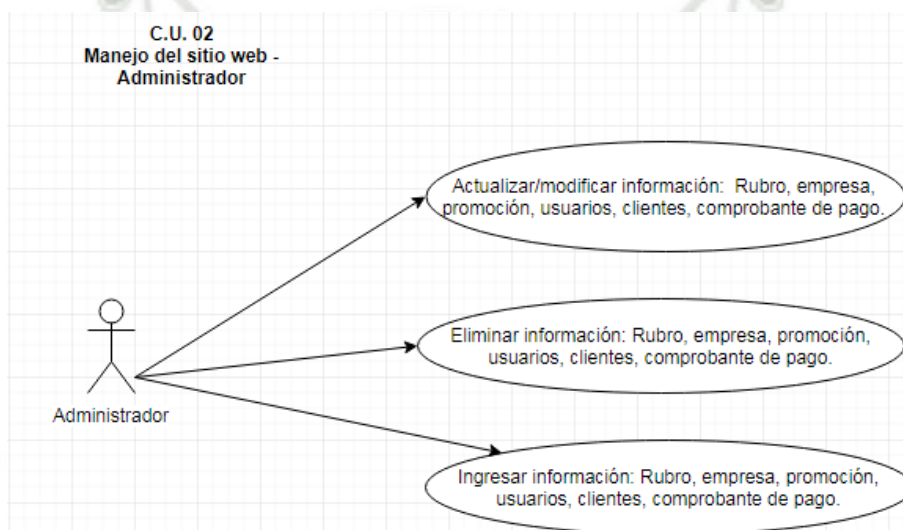 C.U. 02
Manejo del sitio web -
Administrador
Actualizar/modificar información: Rubro, empresa,
promoción, usuarios, clientes, comprobante de pago.
Eliminar información: Rubro, empresa, promoción,
usuarios, clientes, comprobante de pago.
Administrador
Ingresar información: Rubro, empresa, promoción,
usuarios, clientes, comprobante de pago.